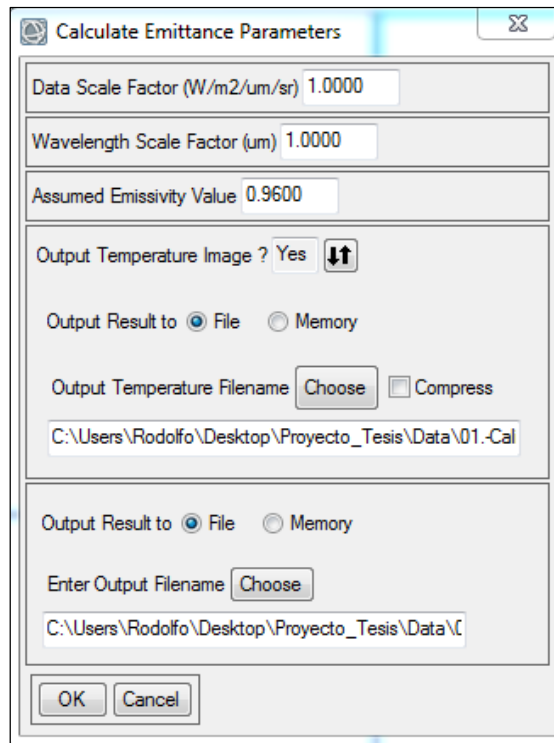 Calculate Emittance Parameters
Data Scale Factor (W/m2/um/sr) 1.0000
Wavelength Scale Factor (um) 1.0000
Assumed Emissivity Value 0.9600
Output Temperature Image ? Yes
Output Result to File Memory
Output Temperature Filename Choose Compress
C:\Users\Rodolfo\Desktop\Proyecto_Tesis\Data\01.-Cal
Output Result to File Memory
Enter Output Filename Choose
C:\Users\Rodolfo\Desktop\Proyecto_Tesis\Data\
OK Cancel